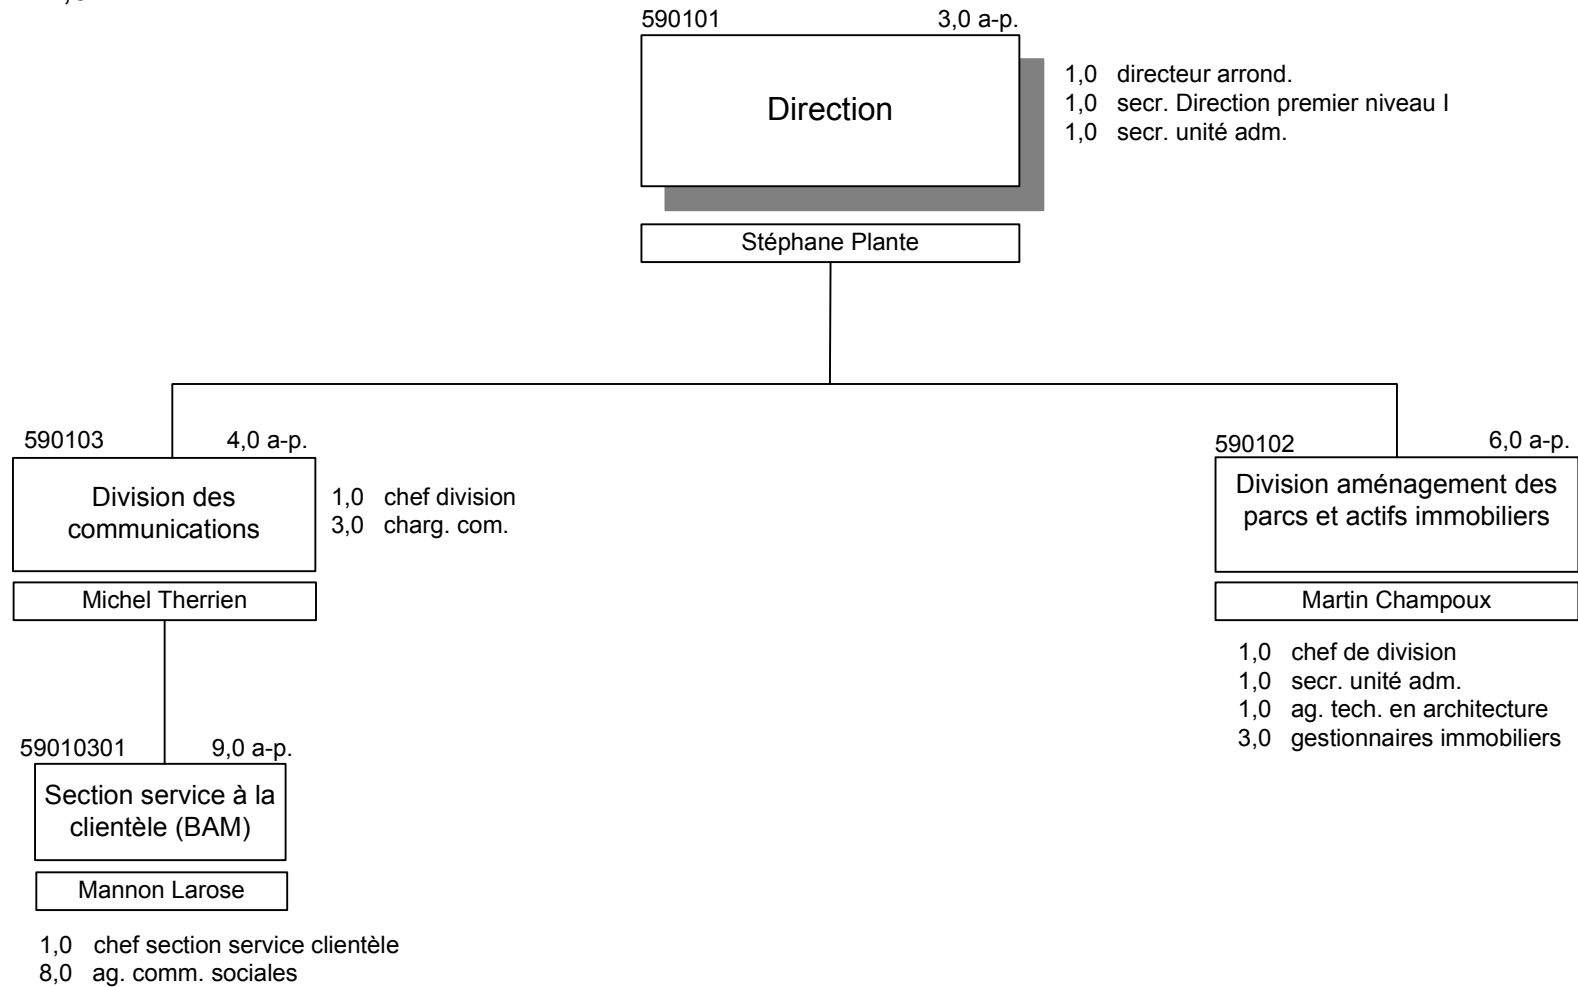 590101 3,0 a-p.
Direction
1,0 directeur arrond.
1,0 secr. Direction premier niveau I
1,0 secr. unité adm.
Stéphane Plante
590103 4,0 a-p.
Division des
communications
1,0 chef division
3,0 charg. com.
Michel Therrien
590102 6,0 a-p.
Division aménagement des
parcs et actifs immobiliers
Martin Champoux
1,0 chef de division
1,0 secr. unité adm.
1,0 ag. tech. en architecture
3,0 gestionnaires immobiliers
59010301 9,0 a-p.
Section service à la
clientèle (BAM)
Mannon Larose
1,0 chef section service clientèle
8,0 ag. comm. sociales